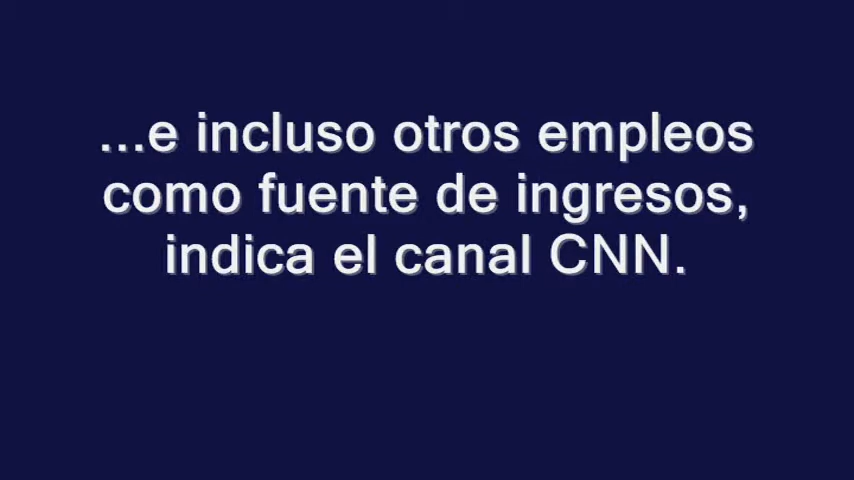 ...e incluso otros empleos
como fuente de ingresos,
indica el canal CNN.